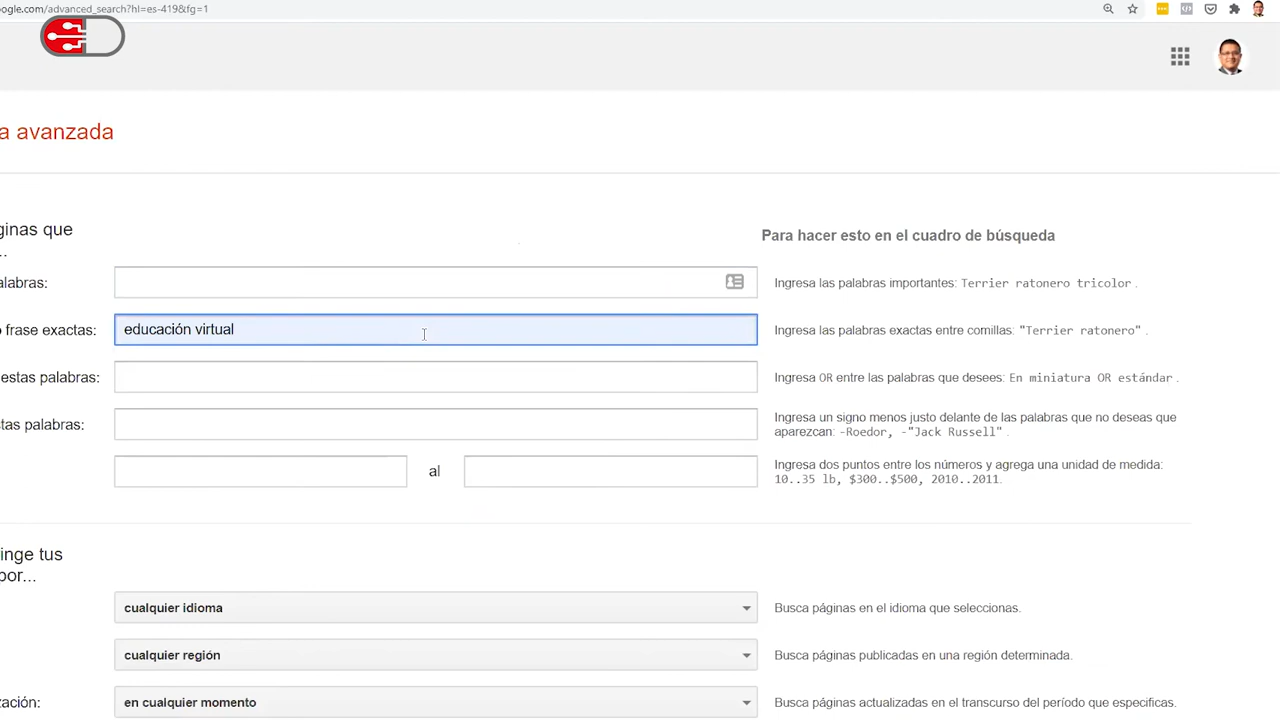 oogle.com/advanced_search?hl=es-419&fg=1
a avanzada
ginas que
...
Para hacer esto en el cuadro de búsqueda
alabras:
Ingresa las palabras importantes: Terrier ratonero tricolor .
o frase exactas:
educación virtual
Ingresa las palabras exactas entre comillas: "Terrier ratonero" .
estas palabras:
Ingresa OR entre las palabras que desees: En miniatura OR estándar .
tas palabras:
Ingresa un signo menos justo delante de las palabras que no deseas que
aparezcan: -Roedor, -"Jack Russell" .
al
Ingresa dos puntos entre los números y agrega una unidad de medida:
10..35 lb, $300..$500, 2010..2011.
inge tus
por...
cualquier idioma
Busca páginas en el idioma que seleccionas.
cualquier región
Busca páginas publicadas en una región determinada.
zación:
en cualquier momento
Busca páginas actualizadas en el transcurso del período que especificas.